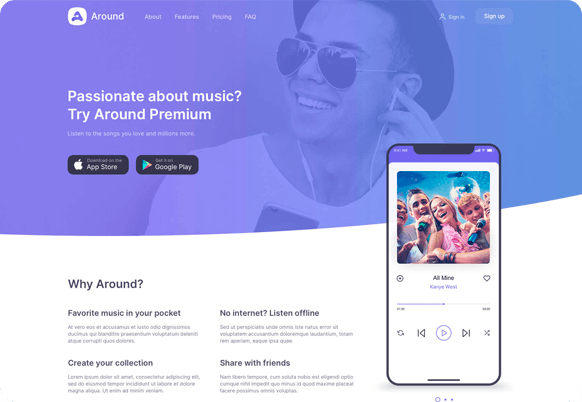 Around
About
Features
Pricing
FAQ
Sign in
Sign up
Passionate about music?
Try Around Premium
Listen to the songs you love and millions more.
Download on the
App Store
Get it on
Google Play
9:41 AM
All Mine
Kanye West
Why Around?
Favorite music in your pocket
At vero eos et accusamus et iusto odio dignissimos
ducimus qui blanditiis praesentium voluptatum deleniti
atque corrupti quos dolores.
No internet? Listen offline
Sed ut perspiciatis unde omnis iste natus error sit
voluptatem accusantium doloremque laudantium, totam
rem aperiam, eaque ipsa quae.
Create your collection
Lorem ipsum dolor sit amet, consectetur adipiscing elit,
sed do eiusmod tempor incididunt ut labore et dolore
magna aliqua. Ut enim ad minim veniam.
Share with friends
Nam libero tempore, cum soluta nobis est eligendi optio
cumque nihil impedit quo minus id quod maxime placeat
facere possimus omnis voluptas.